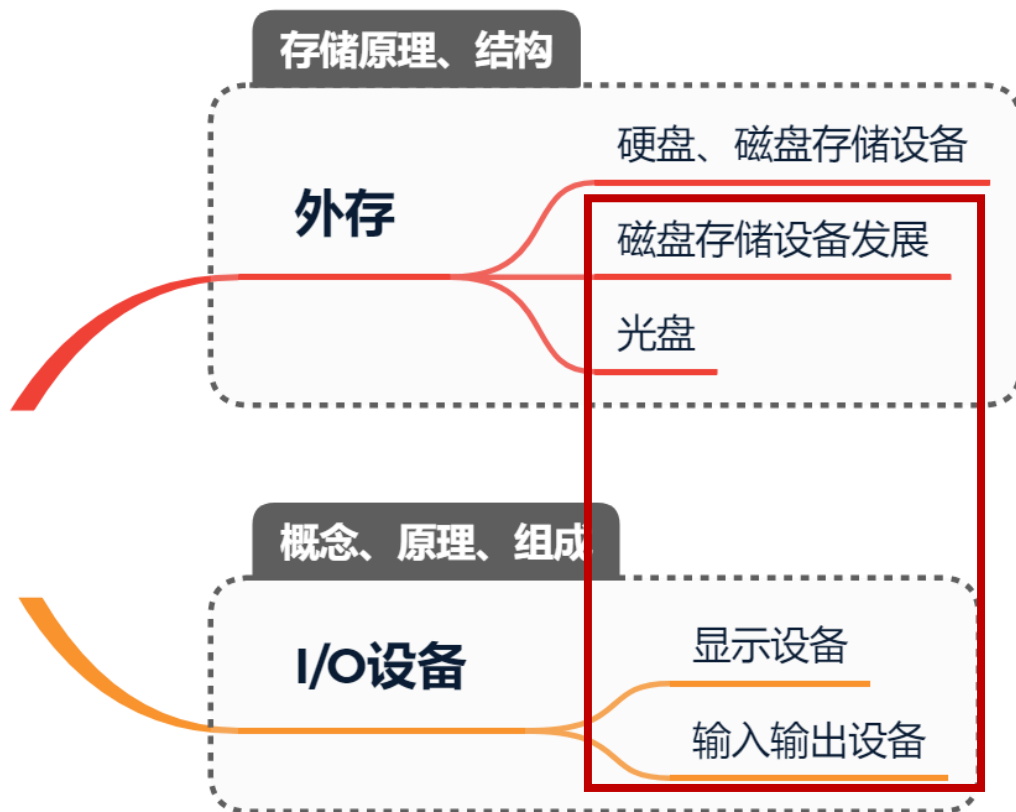 存储原理、结构
硬盘、磁盘存储设备
外存
磁盘存储设备发展
光盘
概念、原理、组成
显示设备
I/O设备
输入输出设备